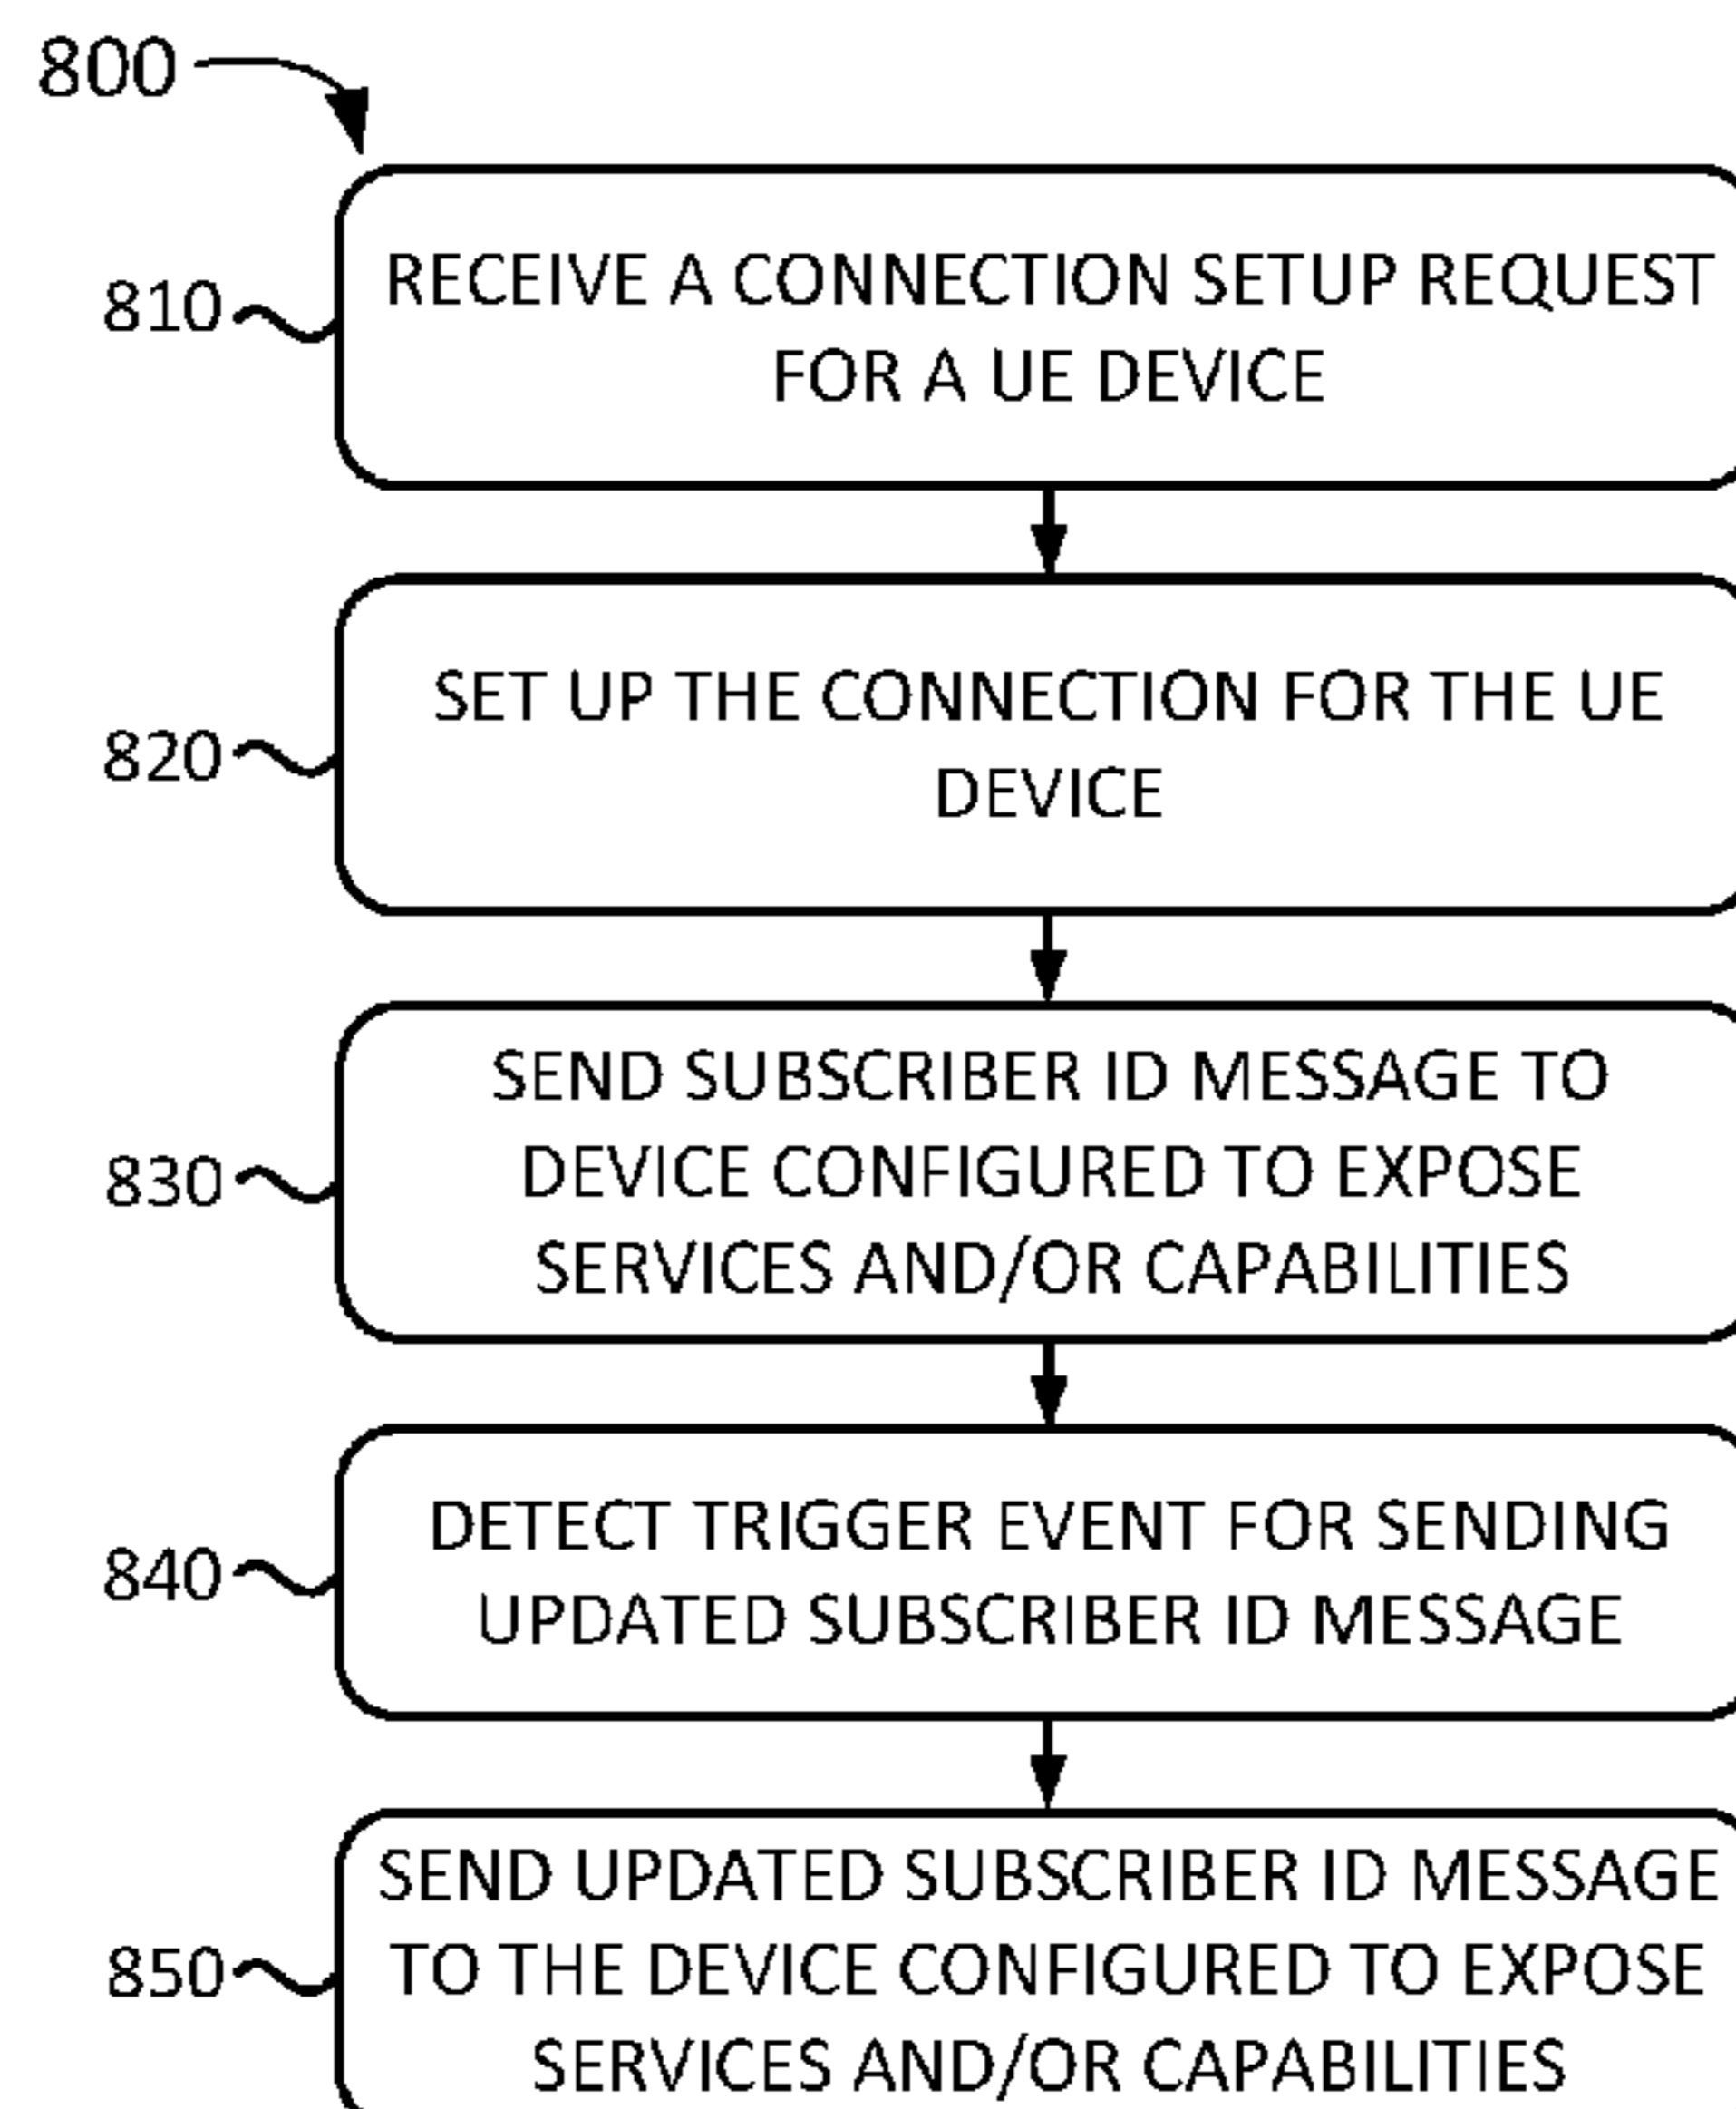 800
810
RECEIVE A CONNECTION SETUP REQUEST
FOR A UE DEVICE
820
SET UP THE CONNECTION FOR THE UE
DEVICE
830
SEND SUBSCRIBER ID MESSAGE TO
DEVICE CONFIGURED TO EXPOSE
SERVICES AND/OR CAPABILITIES
840
DETECT TRIGGER EVENT FOR SENDING
UPDATED SUBSCRIBER ID MESSAGE
850
SEND UPDATED SUBSCRIBER ID MESSAGE
TO THE DEVICE CONFIGURED TO EXPOSE
SERVICES AND/OR CAPABILITIES